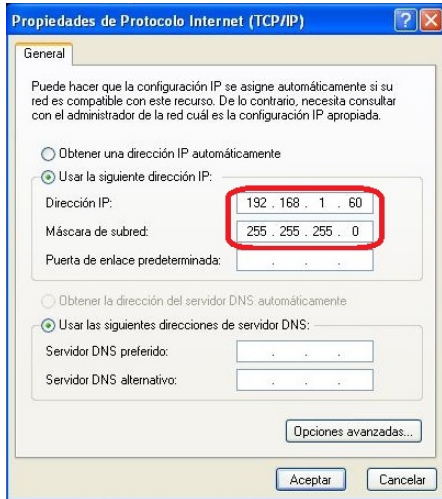 Propiedades de Protocolo Internet (TCP/IP)
General
Puede hacer que la configuración IP se asigne automáticamente si su
red es compatible con este recurso. De lo contrario, necesita consultar
con el administrador de la red cuál es la configuración IP apropiada.
Obtener una dirección IP automáticamente
Usar la siguiente dirección IP:
Dirección IP: 192 . 168 . 1 . 60
Máscara de subred: 255 . 255 . 255 . 0
Puerta de enlace predeterminada: . . .
Obtener la dirección del servidor DNS automáticamente
Usar las siguientes direcciones de servidor DNS:
Servidor DNS preferido: . . .
Servidor DNS alternativo: . . .
Opciones avanzadas...
Aceptar Cancelar